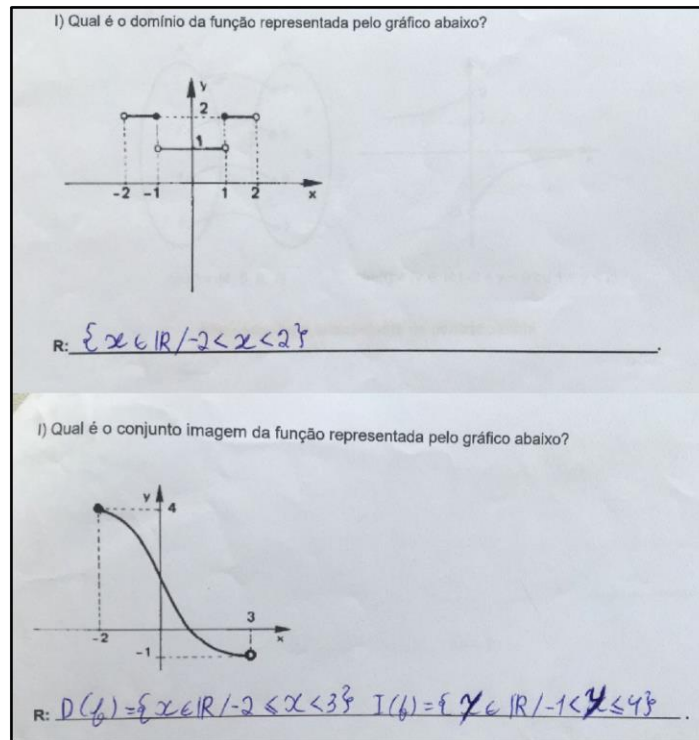 I) Qual é o domínio da função representada pelo gráfico abaixo?
y
2
1
-2 -1 1 2 x
R: {x ∈ IR / -2 < x < 2}.
I) Qual é o conjunto imagem da função representada pelo gráfico abaixo?
y 4
3
-2 x
-1
R: D(f) = {x ∈ IR / -2 ≤ x < 3} I(f) = {y ∈ IR / -1 < y ≤ 4}.